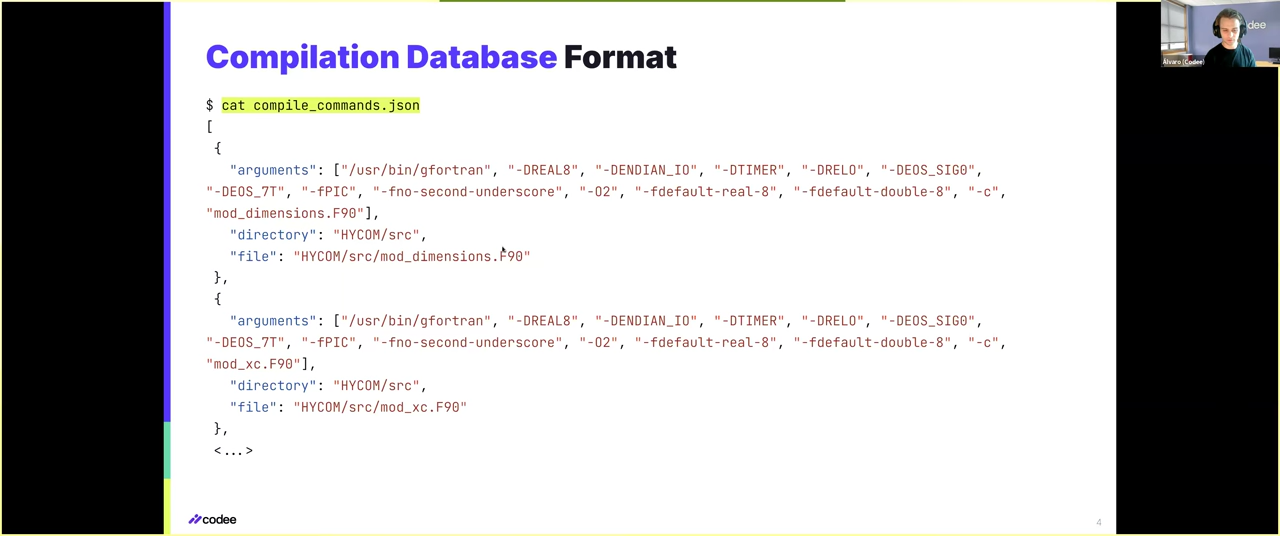 Compilation Database Format
$ cat compile_commands.json
[
{
"arguments": ["/usr/bin/gfortran", "-DREAL8", "-DENDIAN_IO", "-DTIMER", "-DRELO", "-DEOS_SIG0",
"-DEOS_7T", "-fPIC", "-fno-second-underscore", "-O2", "-fdefault-real-8", "-fdefault-double-8", "-c",
"mod_dimensions.F90"],
"directory": "HYCOM/src",
"file": "HYCOM/src/mod_dimensions.F90"
},
{
"arguments": ["/usr/bin/gfortran", "-DREAL8", "-DENDIAN_IO", "-DTIMER", "-DRELO", "-DEOS_SIG0",
"-DEOS_7T", "-fPIC", "-fno-second-underscore", "-O2", "-fdefault-real-8", "-fdefault-double-8", "-c",
"mod_xc.F90"],
"directory": "HYCOM/src",
"file": "HYCOM/src/mod_xc.F90"
},
<...>
codee
4
dee
Álvaro (Codee)